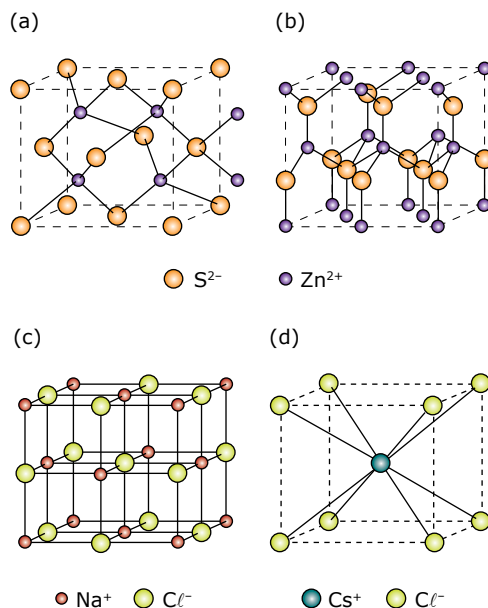 (a) (b)
S²⁻ Zn²⁺
(c) (d)
Na⁺ Cℓ⁻ Cs⁺ Cℓ⁻